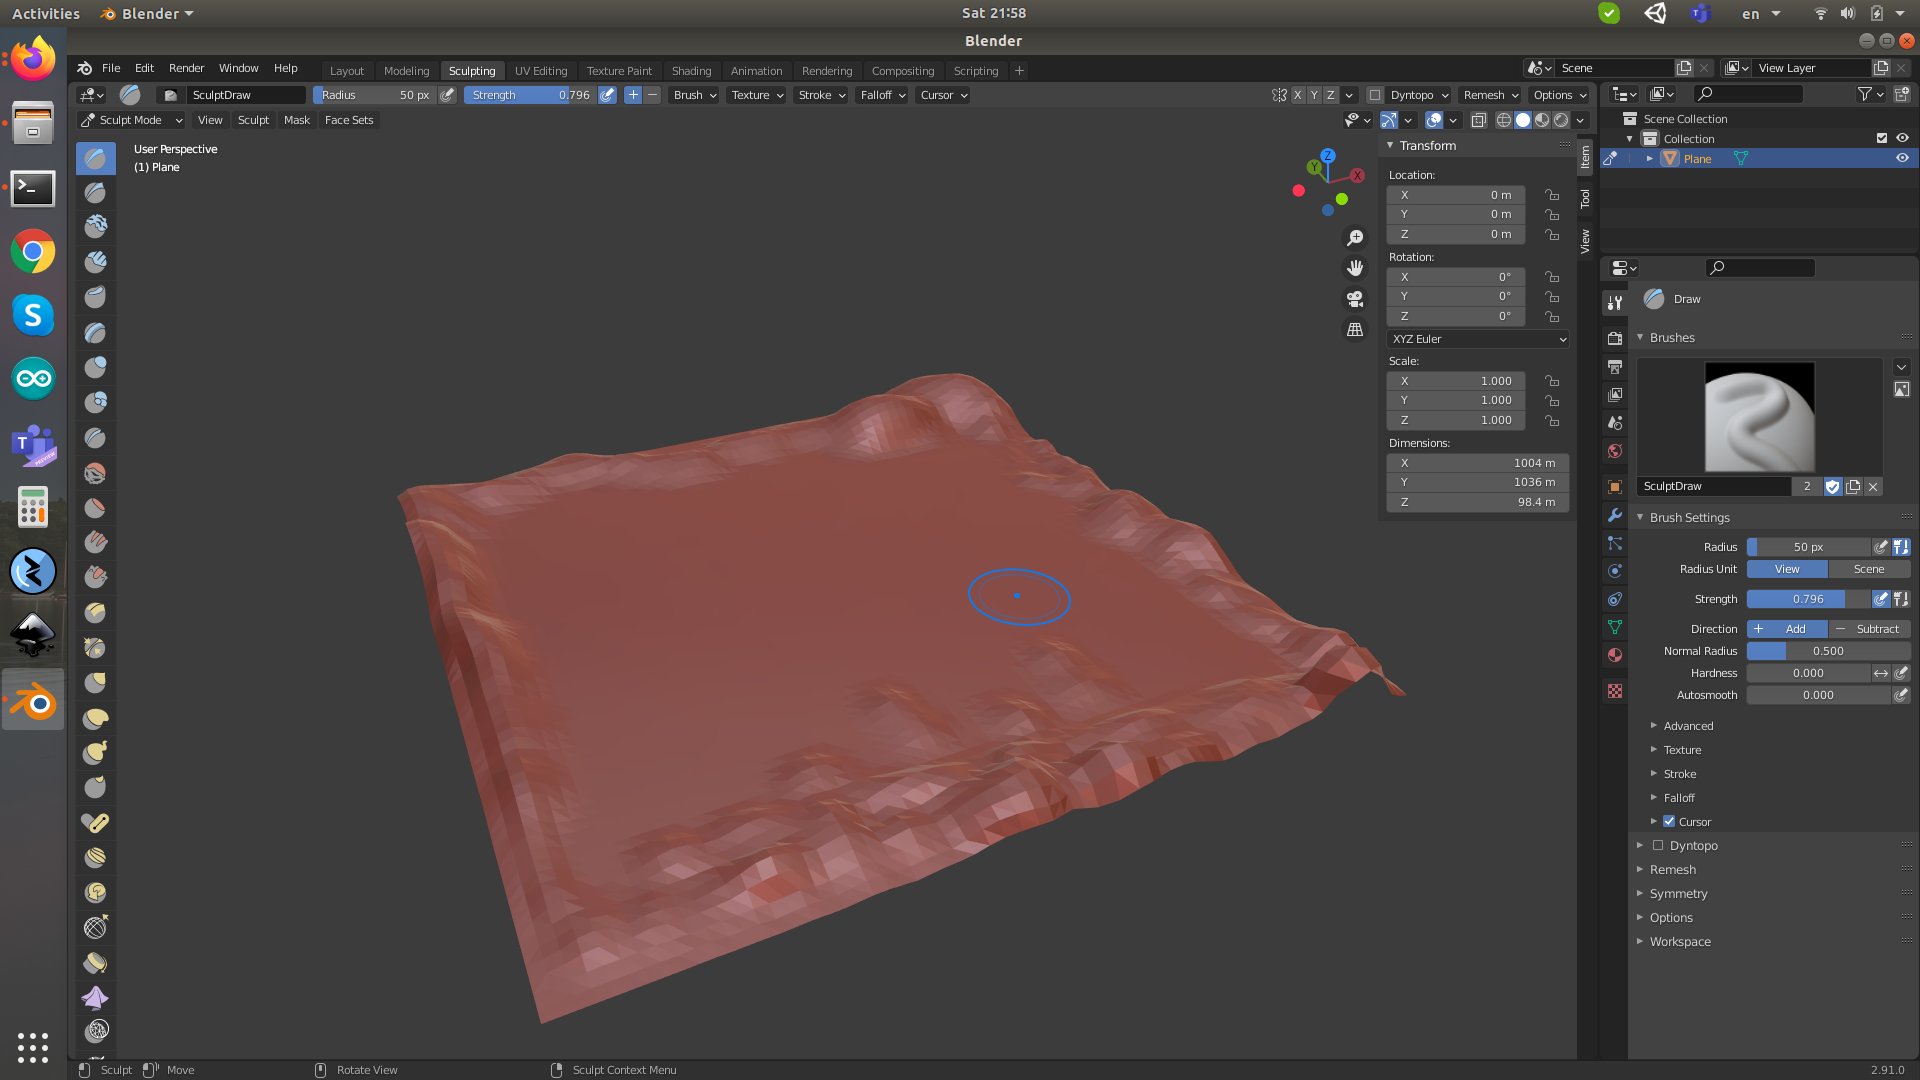 Activities Blender Sat 21:58 en
Blender
File Edit Render Window Help Layout Modeling Sculpting UV Editing Texture Paint Shading Animation Rendering Compositing Scripting + Scene View Layer
SculptDraw Radius 50 px Strength 0.796 + − Brush Texture Stroke Falloff Cursor X Y Z Dyntopo Remesh Options
Sculpt Mode View Sculpt Mask Face Sets
User Perspective
(1) Plane
Z
Y
X
Transform
Location:
X 0 m
Y 0 m
Z 0 m
Rotation:
X 0°
Y 0°
Z 0°
XYZ Euler
Scale:
X 1.000
Y 1.000
Z 1.000
Dimensions:
X 1004 m
Y 1036 m
Z 98.4 m
Item
Tool
View
Scene Collection
Collection
Plane
Draw
Brushes
SculptDraw 2
Brush Settings
Radius 50 px
Radius Unit View Scene
Strength 0.796
Direction + Add − Subtract
Normal Radius 0.500
Hardness 0.000
Autosmooth 0.000
Advanced
Texture
Stroke
Falloff
Cursor
Dyntopo
Remesh
Symmetry
Options
Workspace
S
T
PREVIEW
Sculpt Move Rotate View Sculpt Context Menu 2.91.0